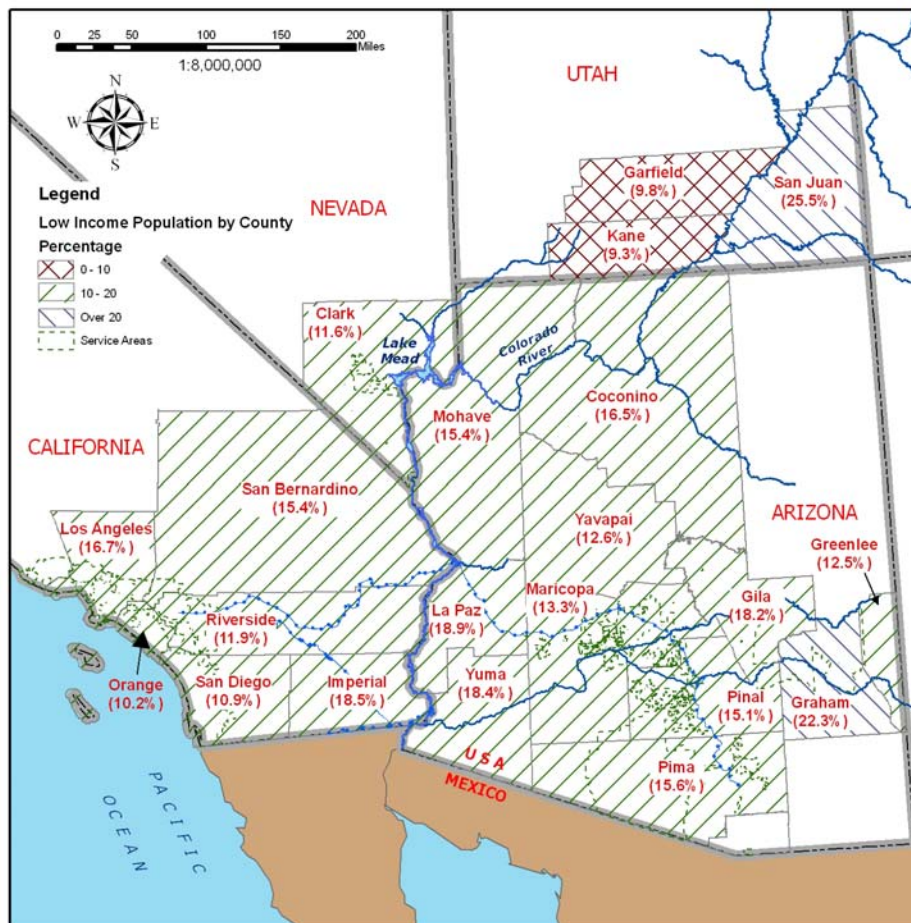 0 25 50 100 150 200
Miles
1:8,000,000
N
W E
S
Legend
Low Income Population by County
Percentage
0 - 10
10 - 20
Over 20
Service Areas
UTAH
NEVADA
CALIFORNIA
ARIZONA
Garfield
(9.8% )
San Juan
(25.5% )
Kane
(9.3% )
Clark
(11.6% )
Lake
Mead
Colorado
River
Mohave
(15.4% )
Coconino
(16.5% )
San Bernardino
(15.4% )
Los Angeles
(16.7% )
Yavapai
(12.6% )
Greenlee
(12.5% )
Maricopa
(13.3% )
Gila
(18.2% )
La Paz
(18.9% )
Riverside
(11.9% )
Orange
(10.2% )
San Diego
(10.9% )
Imperial
(18.5% )
Yuma
(18.4% )
Pinal
(15.1% )
Graham
(22.3% )
Pima
(15.6% )
USA
MEXICO
PACIFIC
OCEAN